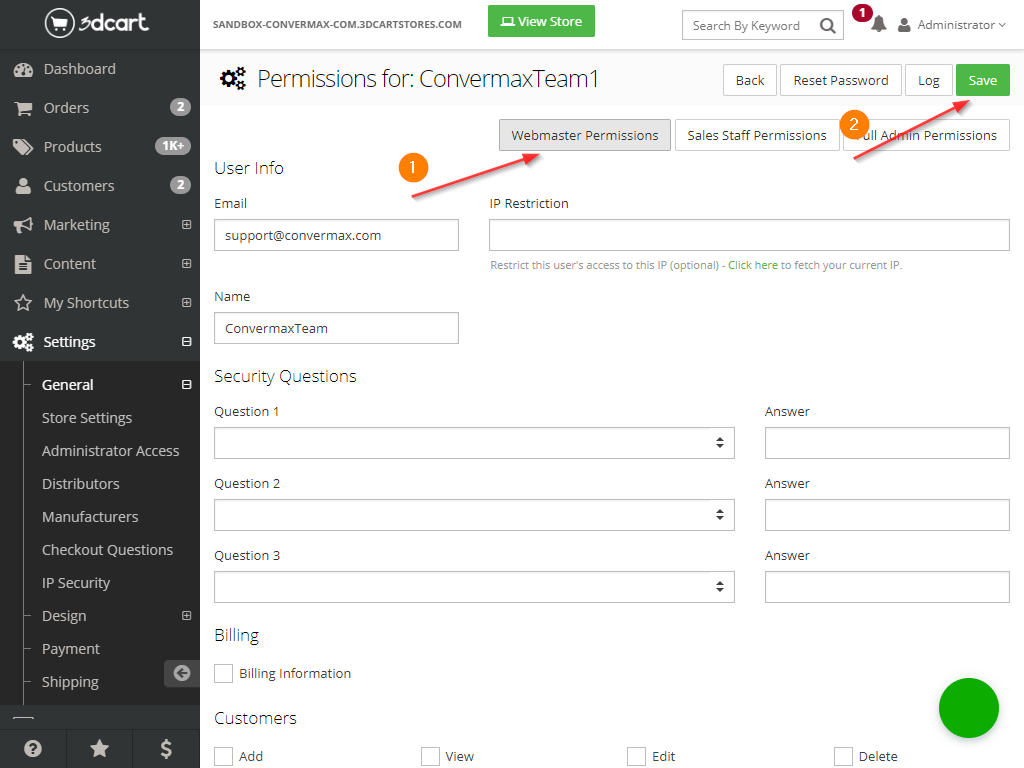 3dcart
SANDBOX-CONVERMAX-COM.3DCARTSTORES.COM
View Store
Search By Keyword
1
Administrator
Dashboard
Orders 2
Products 1K+
Customers 2
Marketing
Content
My Shortcuts
Settings
General
Store Settings
Administrator Access
Distributors
Manufacturers
Checkout Questions
IP Security
Design
Payment
Shipping
?
$
Permissions for: ConvermaxTeam1
Back
Reset Password
Log
Save
Webmaster Permissions
Sales Staff Permissions
ull Admin Permissions
1
2
User Info
Email
IP Restriction
support@convermax.com
Restrict this user's access to this IP (optional) - Click here to fetch your current IP.
Name
ConvermaxTeam
Security Questions
Question 1
Answer
Question 2
Answer
Question 3
Answer
Billing
Billing Information
Customers
Add
View
Edit
Delete